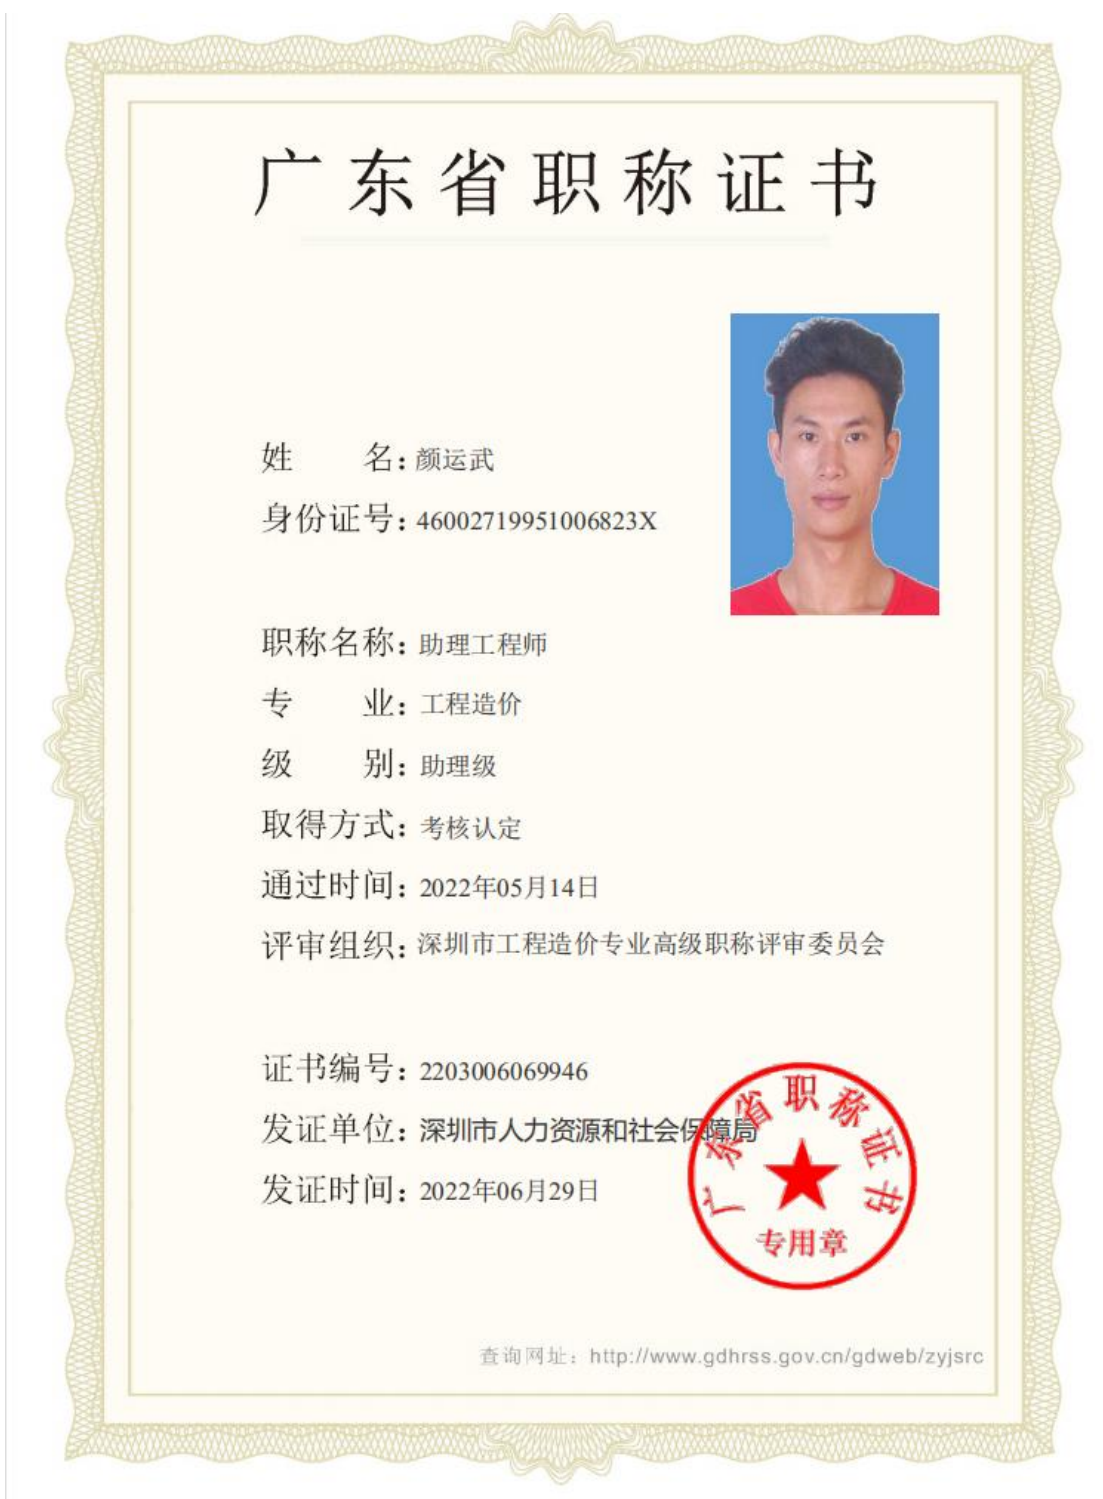 广东省职称证书
姓 名：颜运武
身份证号：46002719951006823X
职称名称：助理工程师
专 业：工程造价
级 别：助理级
取得方式：考核认定
通过时间：2022年05月14日
评审组织：深圳市工程造价专业高级职称评审委员会
证书编号：2203006069946
发证单位：深圳市人力资源和社会保障局
发证时间：2022年06月29日
广东省职称证书
专用章
查询网址：http://www.gdhrss.gov.cn/gdweb/zyjsrc